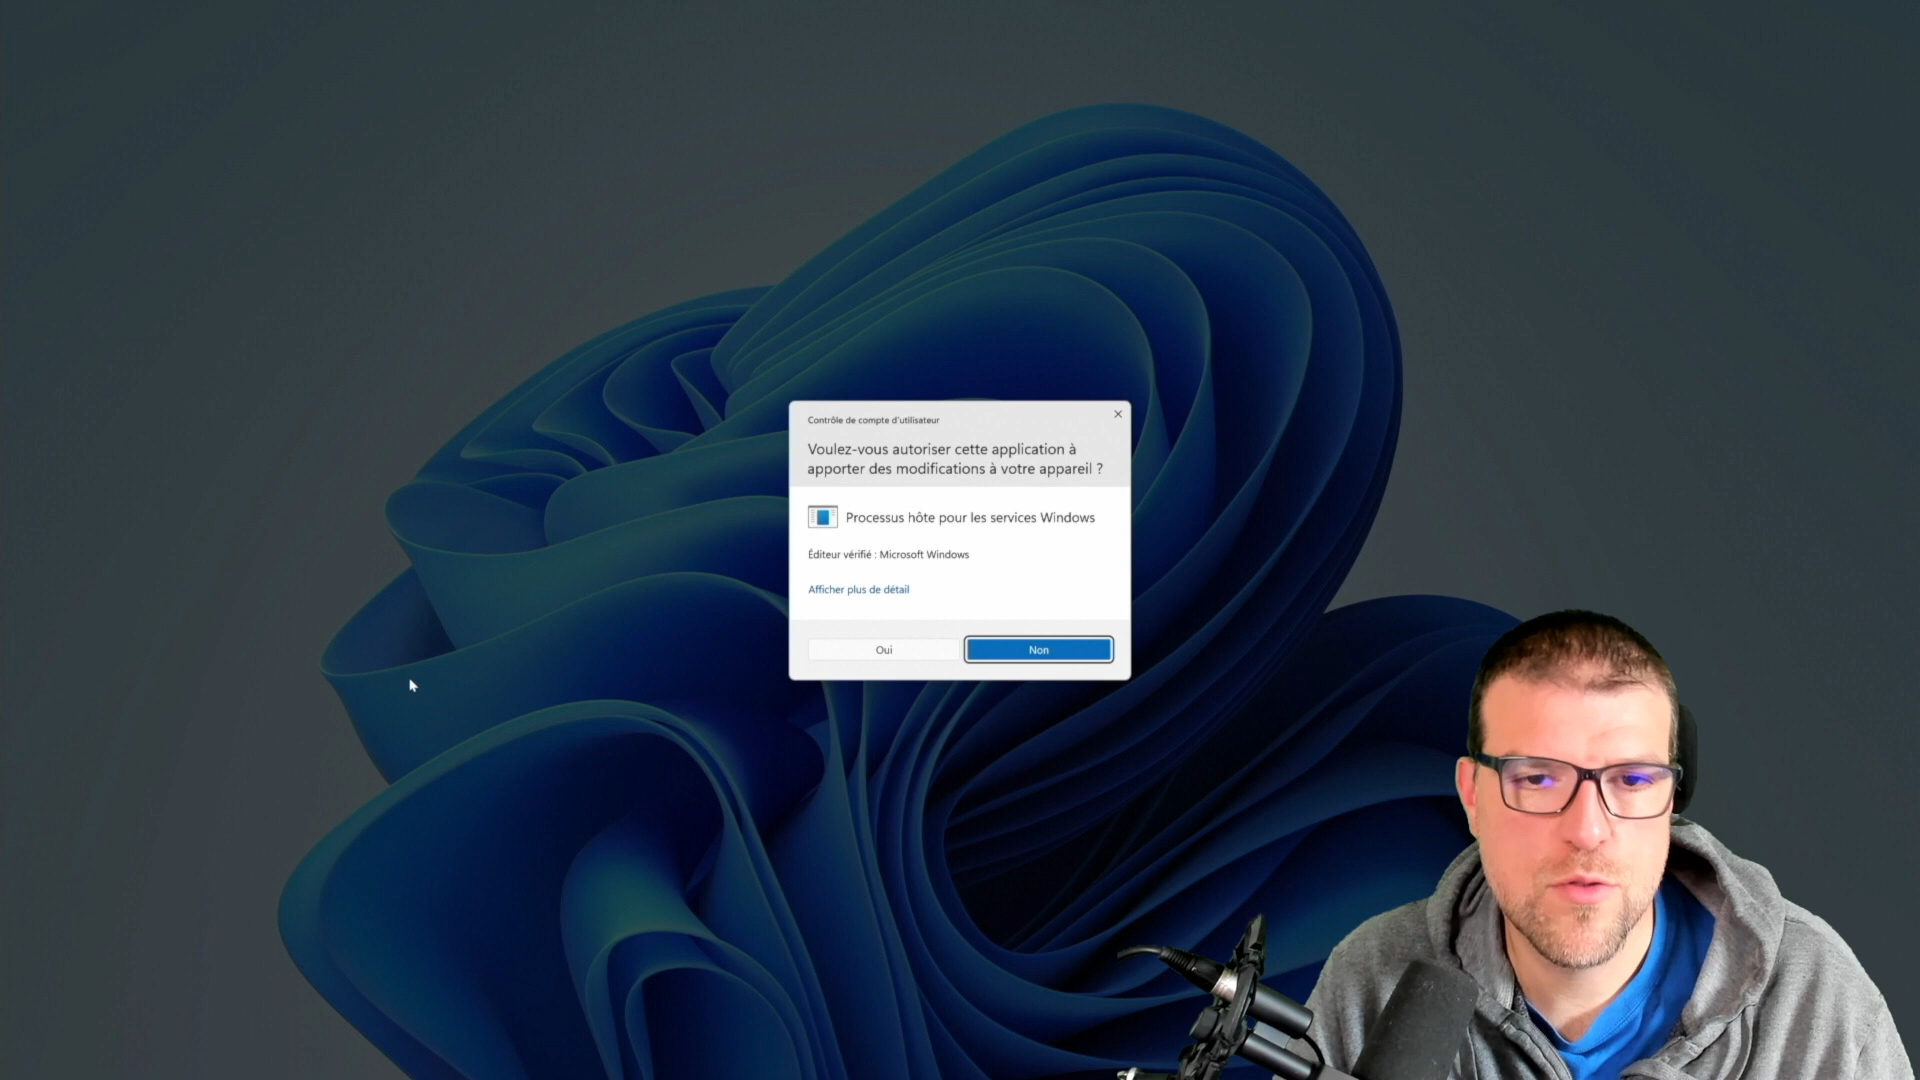 Contrôle de compte d'utilisateur
Voulez-vous autoriser cette application à
apporter des modifications à votre appareil ?
Processus hôte pour les services Windows
Éditeur vérifié : Microsoft Windows
Afficher plus de détail
Oui
Non